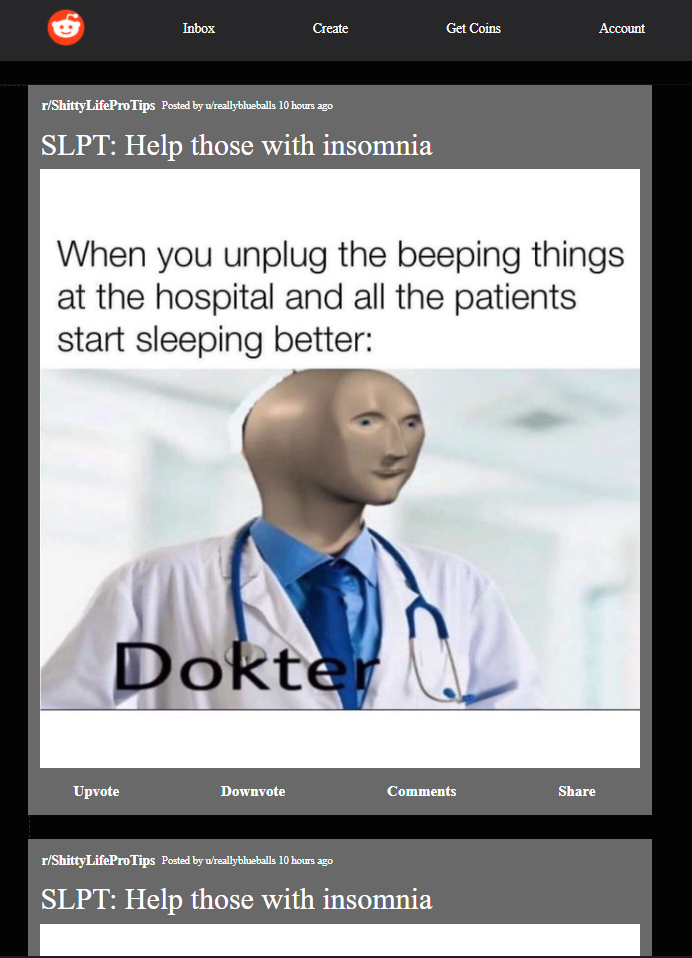 Inbox Create Get Coins Account
r/ShittyLifeProTips Posted by u/reallyblueballs 10 hours ago
SLPT: Help those with insomnia
When you unplug the beeping things
at the hospital and all the patients
start sleeping better:
Dokter
Upvote Downvote Comments Share
r/ShittyLifeProTips Posted by u/reallyblueballs 10 hours ago
SLPT: Help those with insomnia